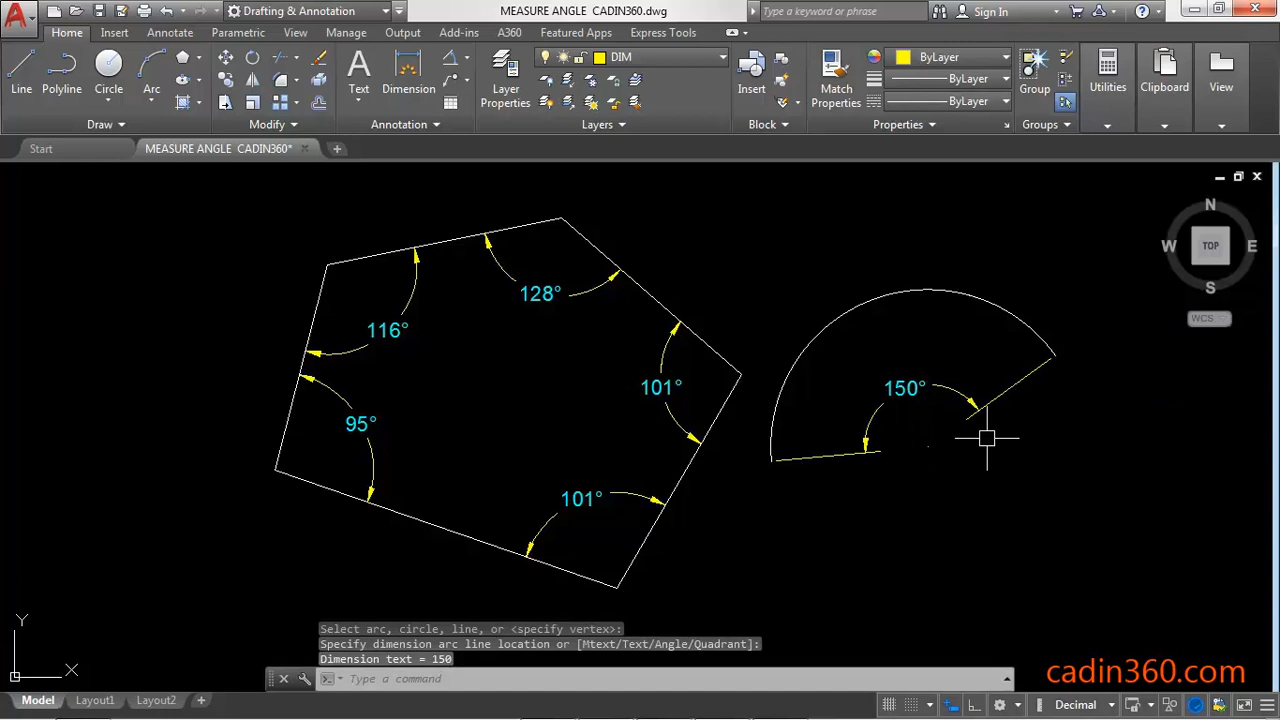 Drawing & Annotation
MEASURE ANGLE CADIN360.dwg
Type a keyword or phrase
Sign In
Home Insert Annotate Parametric View Manage Output Add-ins A360 Featured Apps Express Tools
DIM
ByLayer
ByLayer
ByLayer
Line Polyline Circle Arc
Text Dimension
Layer Properties
Insert
Match Properties
Group
Utilities
Clipboard
View
Draw
Modify
Annotation
Layers
Block
Properties
Groups
Start
MEASURE ANGLE CADIN360*
N
W TOP E
S
WCS
128°
116°
101°
150°
95°
101°
Y
X
Select arc, circle, line, or <specify vertex>:
Specify dimension arc line location or [Mtext/Text/Angle/Quadrant]:
Dimension text = 150
Type a command
cadin360.com
Model Layout1 Layout2
Decimal